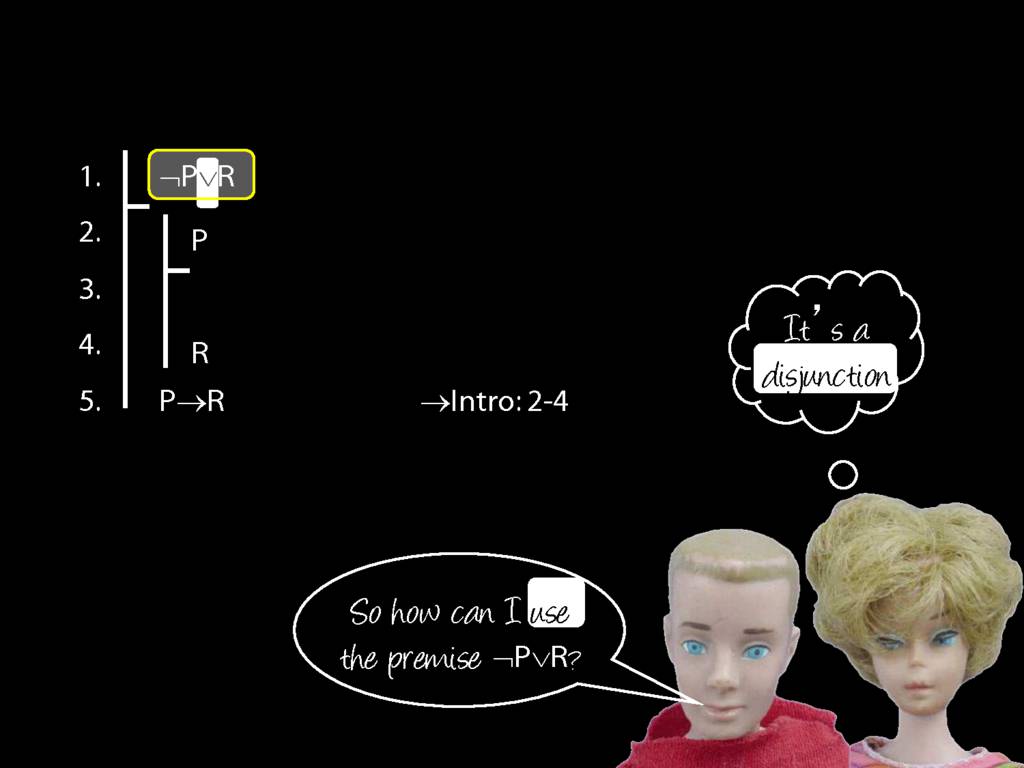 1. ¬P∨R
2. P
3.
4. R
5. P→R →Intro: 2-4
It's a
disjunction
So how can I use
the premise ¬P∨R?